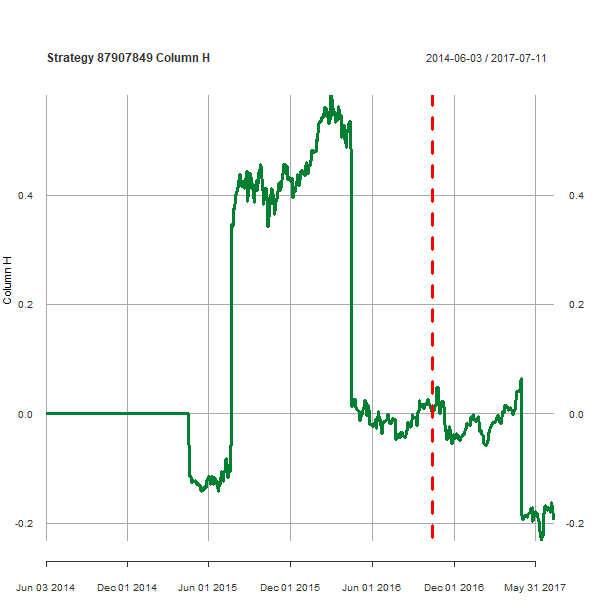 Strategy 87907849 Column H
2014-06-03 / 2017-07-11
Column H
0.4
0.4
0.2
0.2
0.0
0.0
-0.2
-0.2
Jun 03 2014
Dec 01 2014
Jun 01 2015
Dec 01 2015
Jun 01 2016
Dec 01 2016
May 31 2017